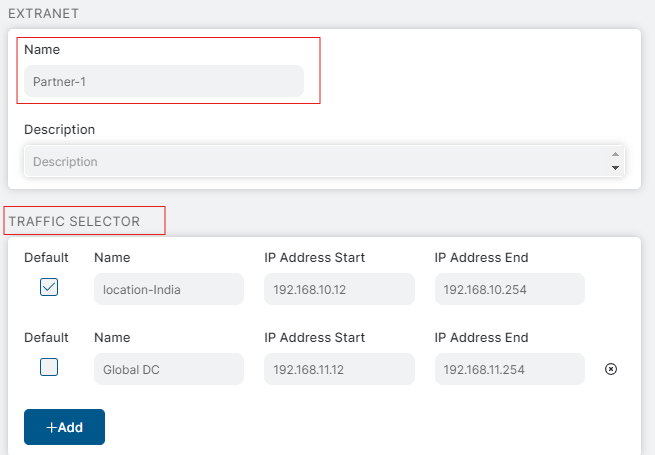 EXTRANET
Name
Partner-1
Description
Description
TRAFFIC SELECTOR
Default Name IP Address Start IP Address End
location-India 192.168.10.12 192.168.10.254
Default Name IP Address Start IP Address End
Global DC 192.168.11.12 192.168.11.254
+Add